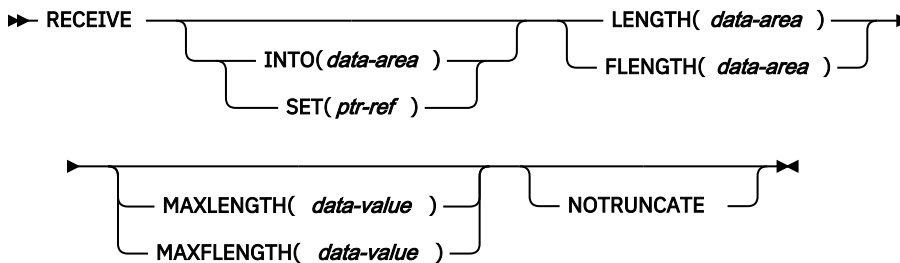 RECEIVE LENGTH( data-area )
INTO( data-area ) FLENGTH( data-area )
SET( ptr-ref )
MAXLENGTH( data-value ) NOTRUNCATE
MAXFLENGTH( data-value )